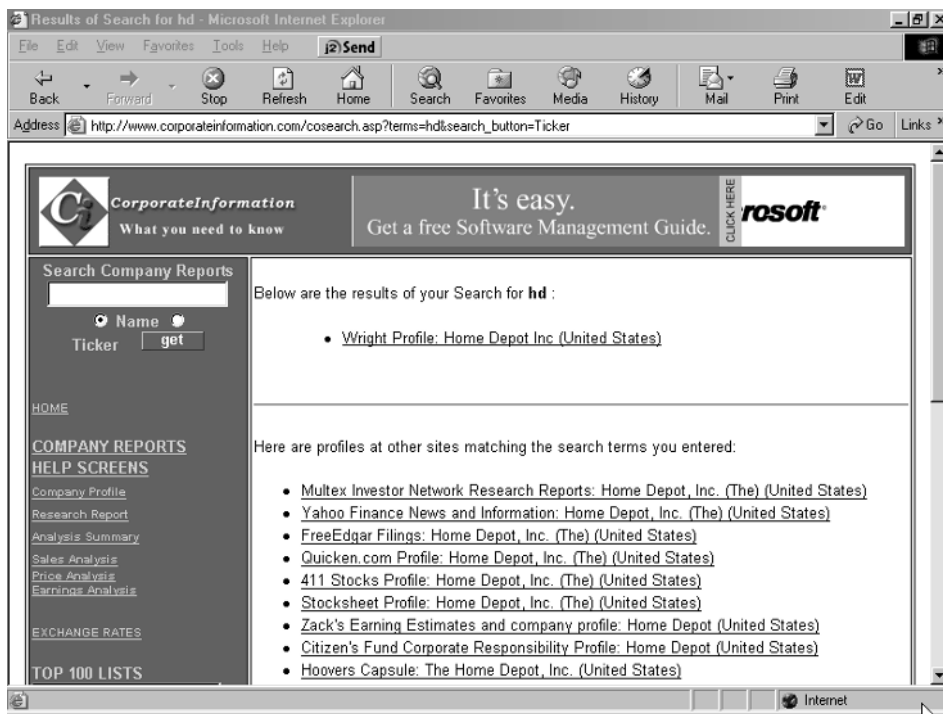 Results of Search for hd - Microsoft Internet Explorer
File Edit View Favorites Tools Help j2 Send
Back Forward Stop Refresh Home Search Favorites Media History Mail Print Edit
Address http://www.corporateinformation.com/cosearch.asp?terms=hd&search_button=Ticker Go Links
Ci CorporateInformation
What you need to know
It's easy.
Get a free Software Management Guide.
CLICK HERE
rosoft
Search Company Reports
Name
Ticker get
HOME
COMPANY REPORTS
HELP SCREENS
Company Profile
Research Report
Analysis Summary
Sales Analysis
Price Analysis
Earnings Analysis
EXCHANGE RATES
TOP 100 LISTS
Below are the results of your Search for hd :
• Wright Profile: Home Depot Inc (United States)
Here are profiles at other sites matching the search terms you entered:
• Multex Investor Network Research Reports: Home Depot, Inc. (The) (United States)
• Yahoo Finance News and Information: Home Depot, Inc. (The) (United States)
• FreeEdgar Filings: Home Depot, Inc. (The) (United States)
• Quicken.com Profile: Home Depot, Inc. (The) (United States)
• 411 Stocks Profile: Home Depot, Inc. (The) (United States)
• Stocksheet Profile: Home Depot, Inc. (The) (United States)
• Zack's Earning Estimates and company profile: Home Depot (United States)
• Citizen's Fund Corporate Responsibility Profile: Home Depot (United States)
• Hoovers Capsule: The Home Depot, Inc. (United States)
Internet